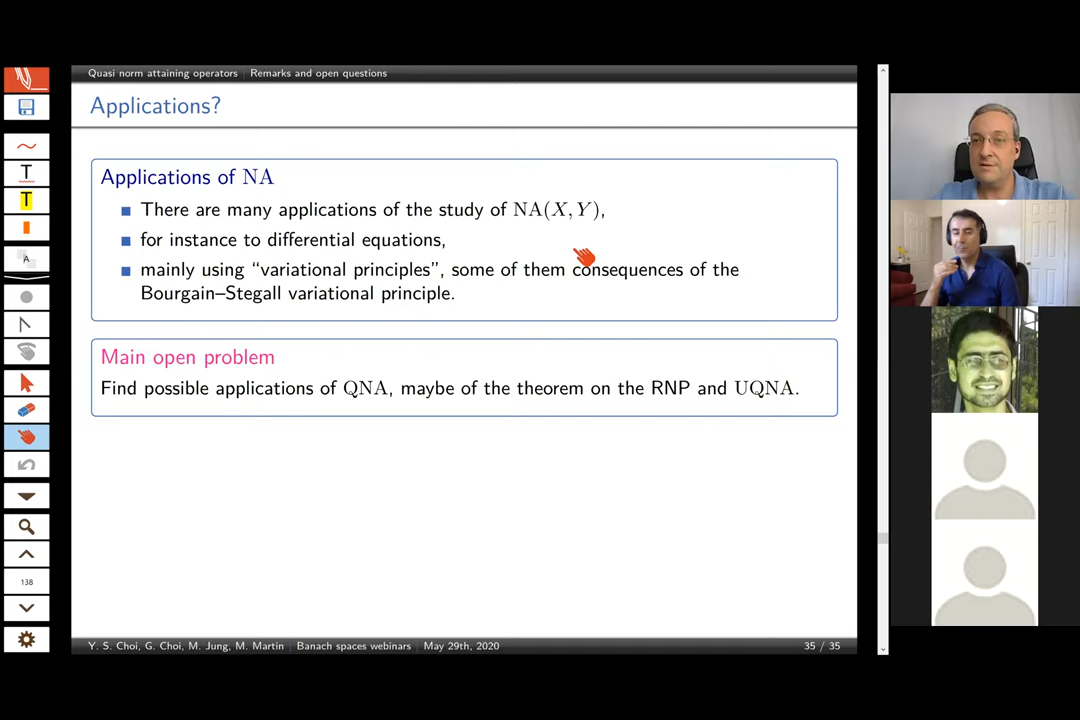 Quasi norm attaining operators | Remarks and open questions
Applications?
Applications of NA
There are many applications of the study of NA(X, Y),
for instance to differential equations,
mainly using “variational principles”, some of them consequences of the
Bourgain–Stegall variational principle.
Main open problem
Find possible applications of QNA, maybe of the theorem on the RNP and UQNA.
Y. S. Choi, G. Choi, M. Jung, M. Martin | Banach spaces webinars | May 29th, 2020 35 / 35
T
T
A
138